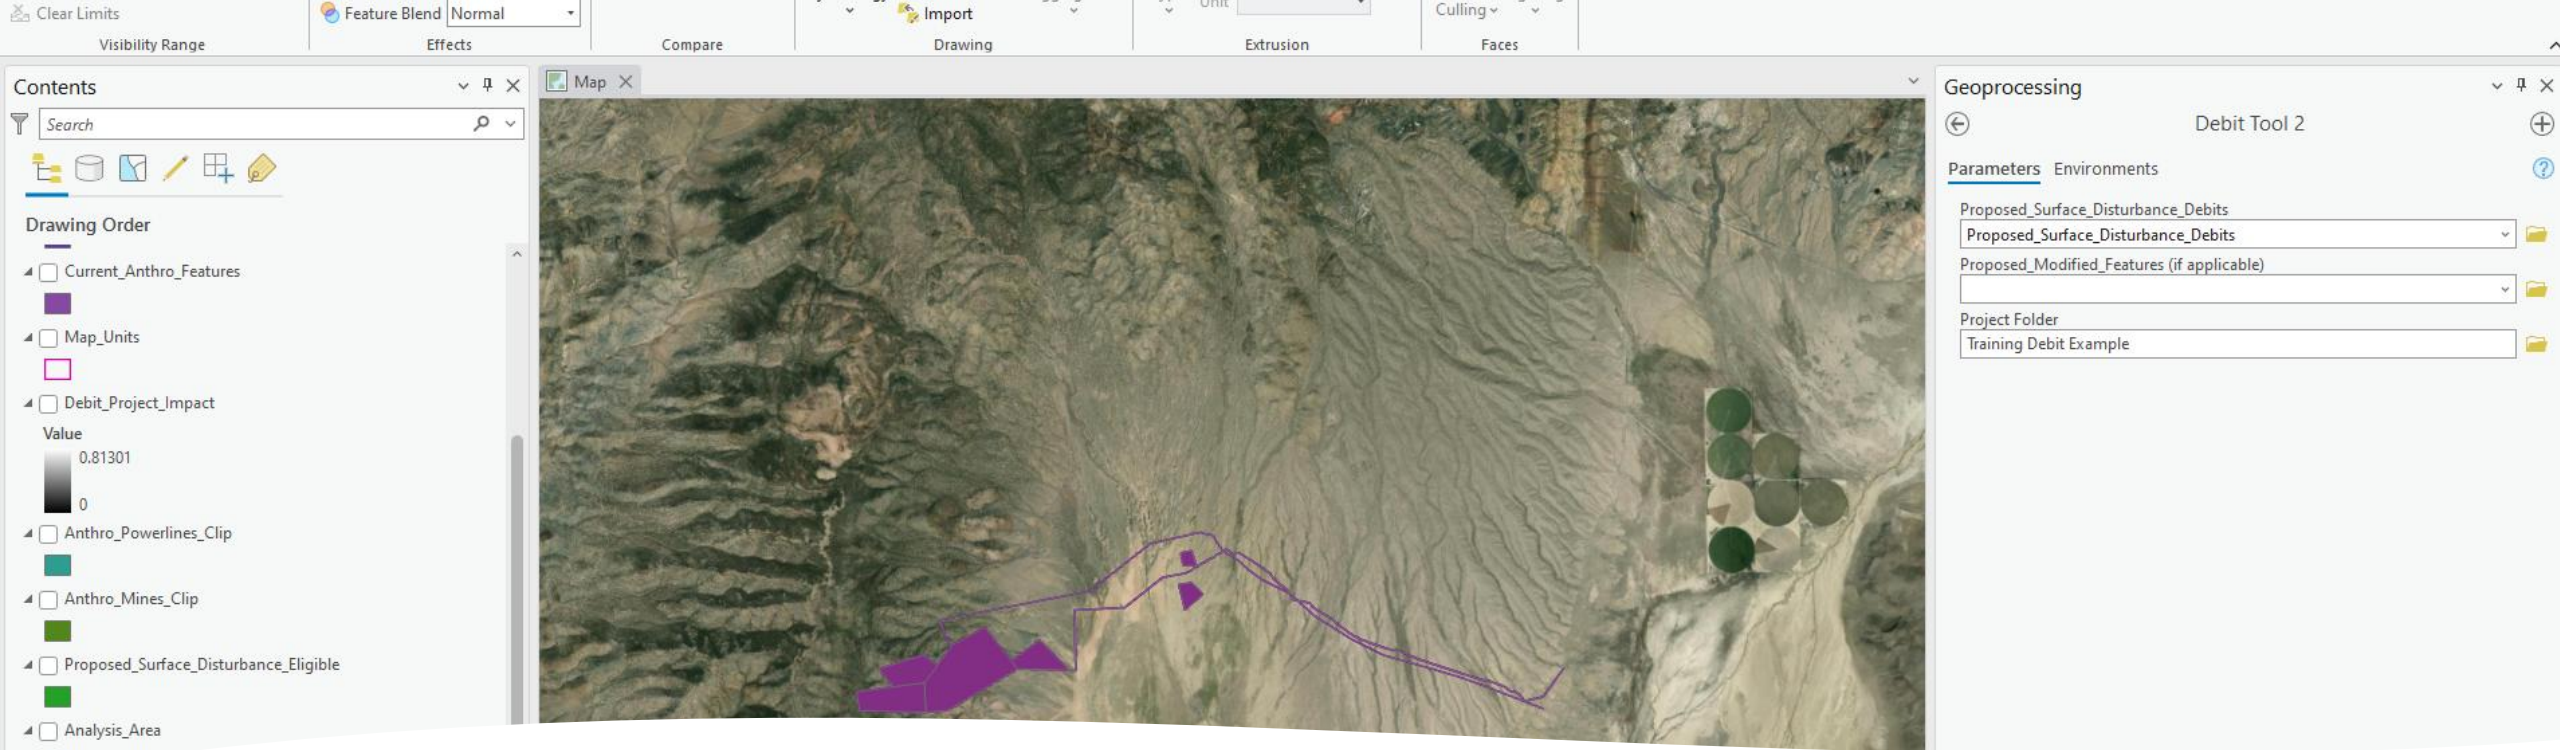 Clear Limits
Feature Blend Normal
Import
Unit
Culling
Visibility Range
Effects
Compare
Drawing
Extrusion
Faces
Contents
Search
Drawing Order
Current_Anthro_Features
Map_Units
Debit_Project_Impact
Value
0.81301
0
Anthro_Powerlines_Clip
Anthro_Mines_Clip
Proposed_Surface_Disturbance_Eligible
Analysis_Area
Map
Geoprocessing
Debit Tool 2
Parameters Environments
Proposed_Surface_Disturbance_Debits
Proposed_Surface_Disturbance_Debits
Proposed_Modified_Features (if applicable)
Project Folder
Training Debit Example